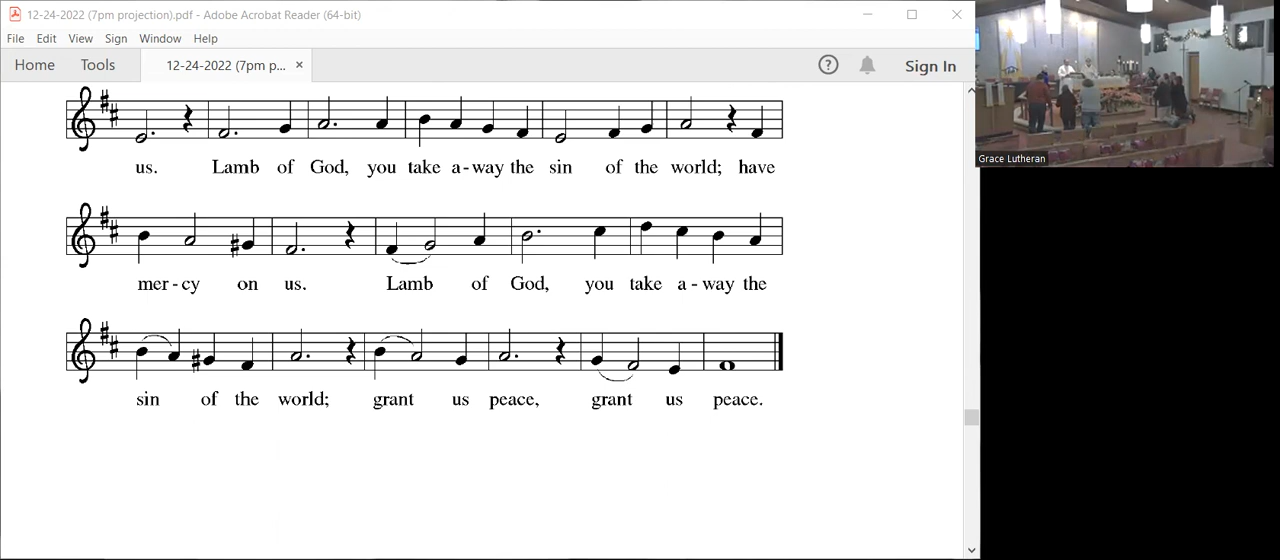 12-24-2022 (7pm projection).pdf - Adobe Acrobat Reader (64-bit)
File Edit View Sign Window Help
Home Tools 12-24-2022 (7pm p... × Sign In
us. Lamb of God, you take a-way the sin of the world; have
mer-cy on us. Lamb of God, you take a-way the
sin of the world; grant us peace, grant us peace.
Grace Lutheran